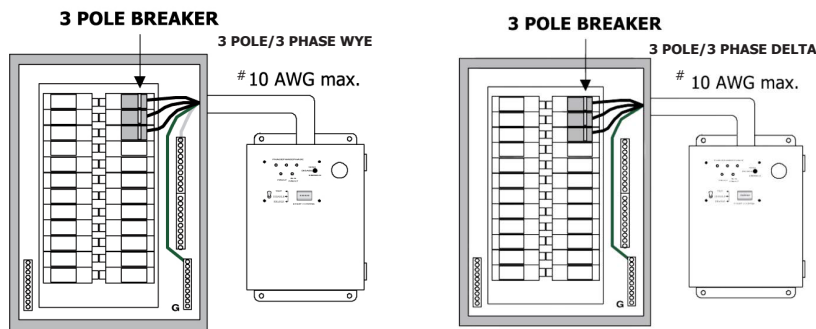 3 POLE BREAKER
3 POLE/3 PHASE WYE
# 10 AWG max.
G
3 POLE BREAKER
3 POLE/3 PHASE DELTA
# 10 AWG max.
G